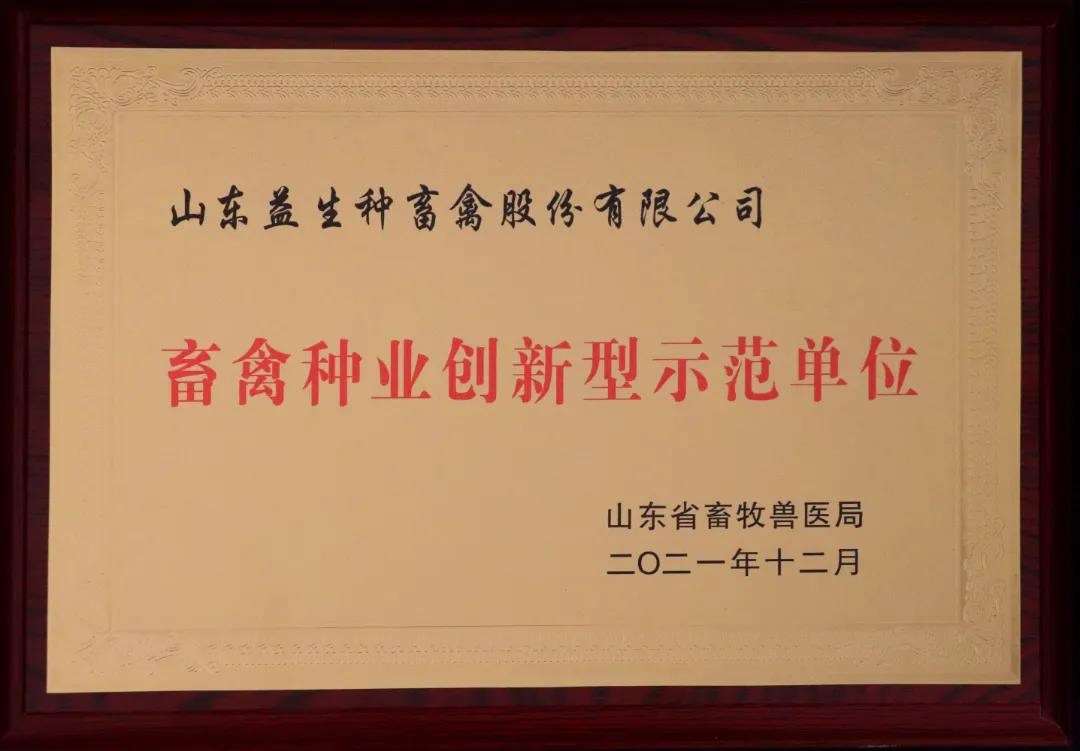 山东益生种畜禽股份有限公司
畜禽种业创新型示范单位
山东省畜牧兽医局
二〇二一年十二月